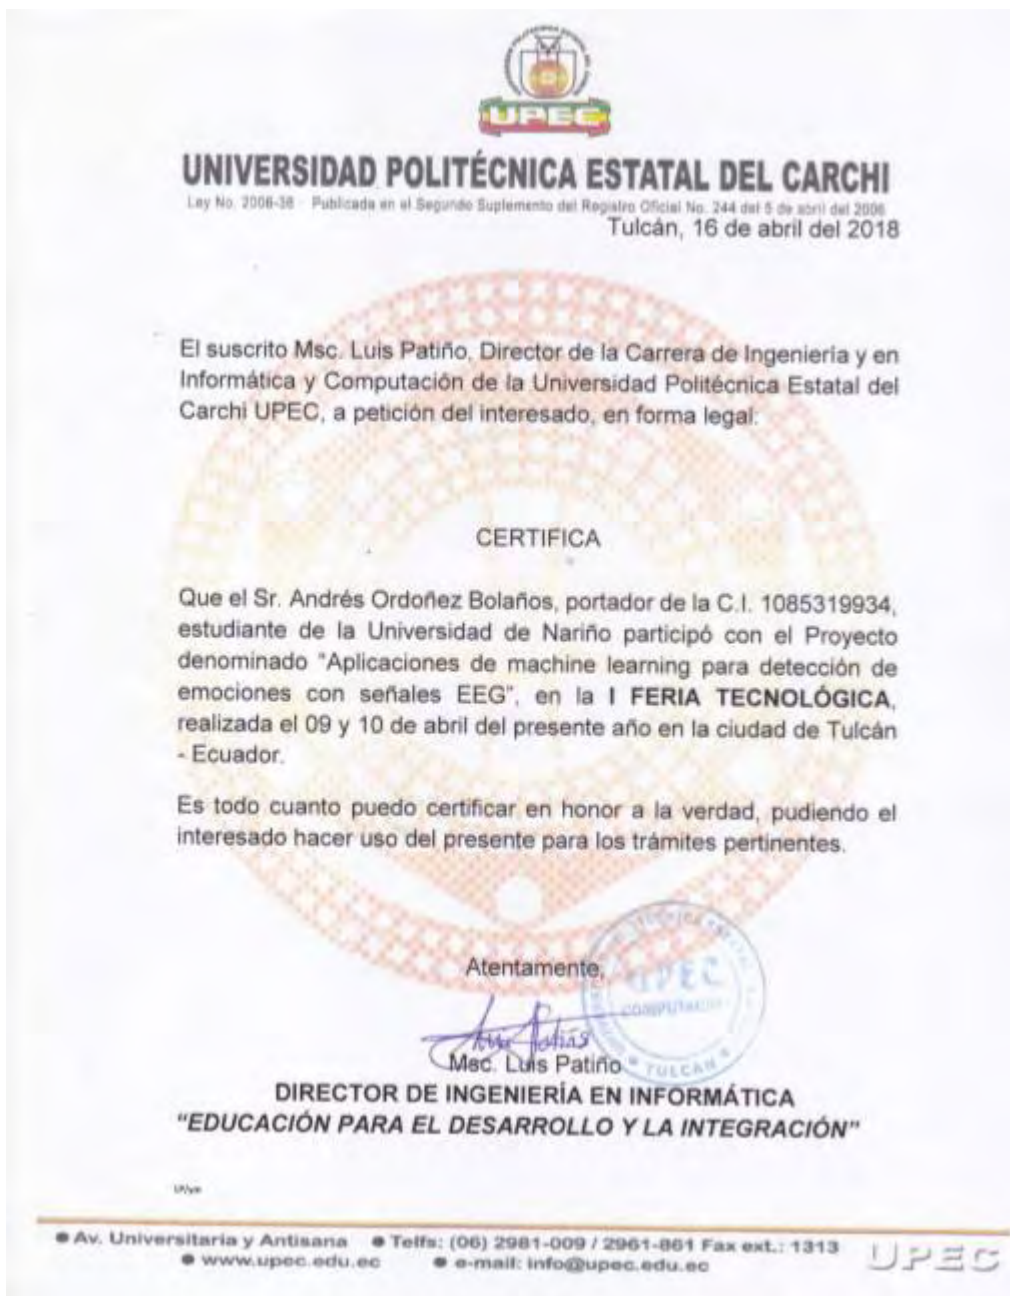 UPEC
UNIVERSIDAD POLITÉCNICA ESTATAL DEL CARCHI
Ley No. 2006-36 - Publicada en el Segundo Suplemento del Registro Oficial No. 244 del 5 de abril del 2006
Tulcán, 16 de abril del 2018
El suscrito Msc. Luis Patiño, Director de la Carrera de Ingeniería y en
Informática y Computación de la Universidad Politécnica Estatal del
Carchi UPEC, a petición del interesado, en forma legal:
CERTIFICA
Que el Sr. Andrés Ordoñez Bolaños, portador de la C.I. 1085319934,
estudiante de la Universidad de Nariño participó con el Proyecto
denominado "Aplicaciones de machine learning para detección de
emociones con señales EEG", en la I FERIA TECNOLÓGICA,
realizada el 09 y 10 de abril del presente año en la ciudad de Tulcán
- Ecuador.
Es todo cuanto puedo certificar en honor a la verdad, pudiendo el
interesado hacer uso del presente para los trámites pertinentes.
Atentamente,
UPEC
TULCÁN
Msc. Luis Patiño
DIRECTOR DE INGENIERÍA EN INFORMÁTICA
"EDUCACIÓN PARA EL DESARROLLO Y LA INTEGRACIÓN"
Av. Universitaria y Antisana ● Telfs: (06) 2981-009 / 2961-861 Fax ext.: 1313
● www.upec.edu.ec ● e-mail: info@upec.edu.ec
UPEC